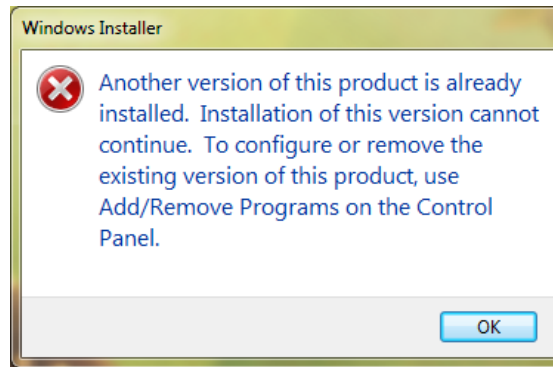 Windows Installer
Another version of this product is already
installed.  Installation of this version cannot
continue.  To configure or remove the
existing version of this product, use
Add/Remove Programs on the Control
Panel.
OK